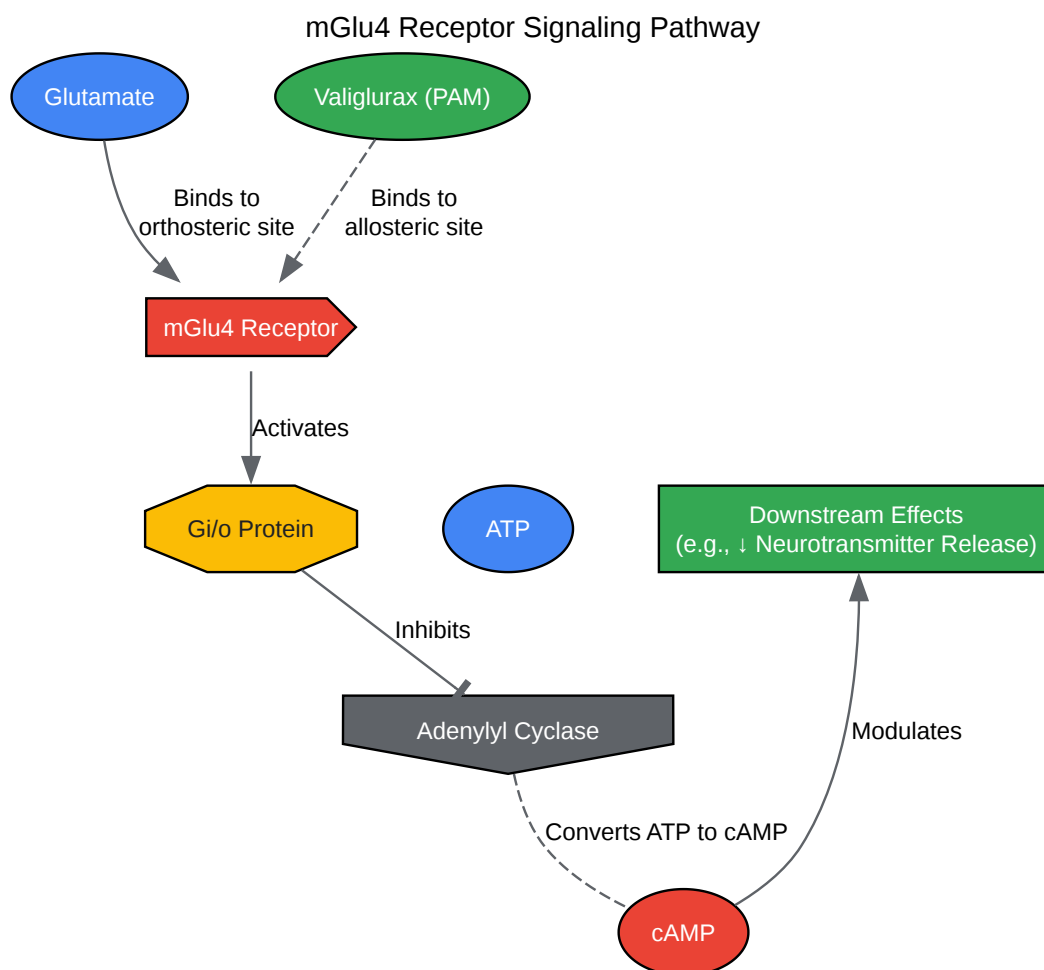 mGlu4 Receptor Signaling Pathway
Glutamate
Valiglurax (PAM)
Binds to
orthosteric site
Binds to
allosteric site
mGlu4 Receptor
Activates
Gi/o Protein
ATP
Downstream Effects
(e.g., ↓ Neurotransmitter Release)
Inhibits
Adenylyl Cyclase
Modulates
Converts ATP to cAMP
cAMP